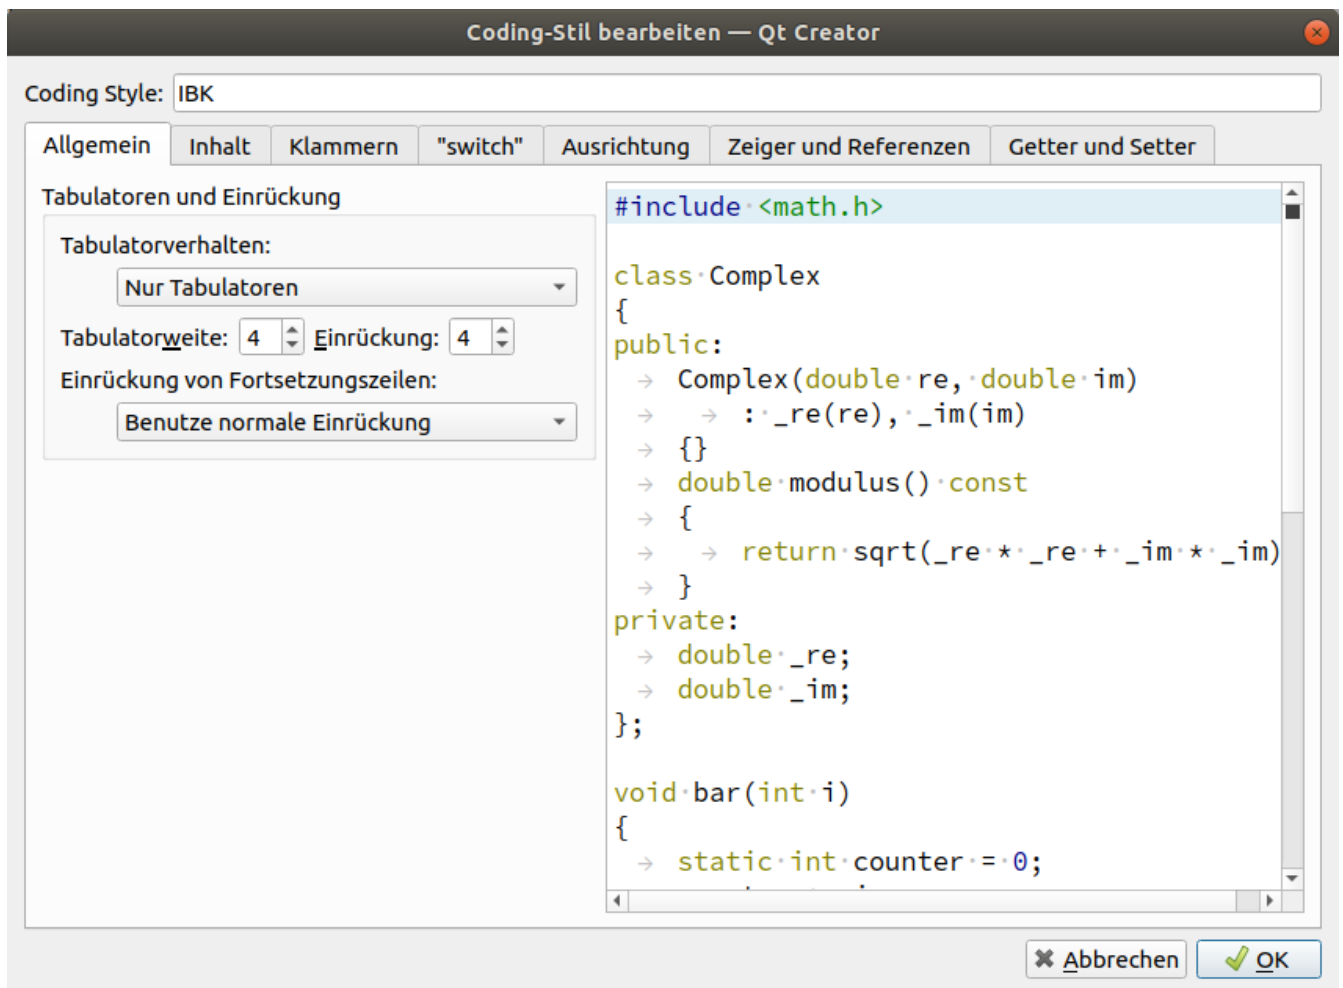 Coding-Stil bearbeiten — Qt Creator
Coding Style: IBK
Allgemein Inhalt Klammern "switch" Ausrichtung Zeiger und Referenzen Getter und Setter
Tabulatoren und Einrückung
Tabulatorverhalten:
Nur Tabulatoren
Tabulatorweite: 4 Einrückung: 4
Einrückung von Fortsetzungszeilen:
Benutze normale Einrückung
#include <math.h>
class Complex
{
public:
Complex(double re, double im)
: _re(re), _im(im)
{}
double modulus() const
{
return sqrt(_re * _re + _im * _im)
}
private:
double _re;
double _im;
};
void bar(int i)
{
static int counter = 0;
Abbrechen OK